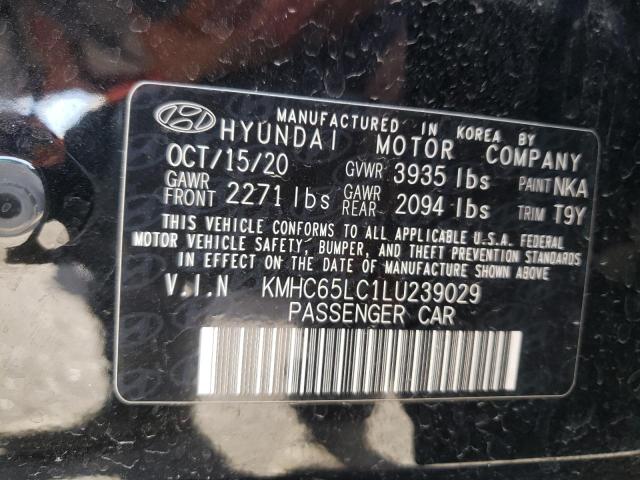 MANUFACTURED IN KOREA BY
HYUNDAI MOTOR COMPANY
OCT/15/20 GVWR 3935 lbs PAINT NKA
GAWR FRONT 2271 lbs GAWR REAR 2094 lbs TRIM T9Y
THIS VEHICLE CONFORMS TO ALL APPLICABLE U.S.A. FEDERAL
MOTOR VEHICLE SAFETY, BUMPER, AND THEFT PREVENTION STANDARDS
IN EFFECT ON THE DATE OF MANUFACTURE SHOWN ABOVE
V.I.N KMHC65LC1LU239029
PASSENGER CAR